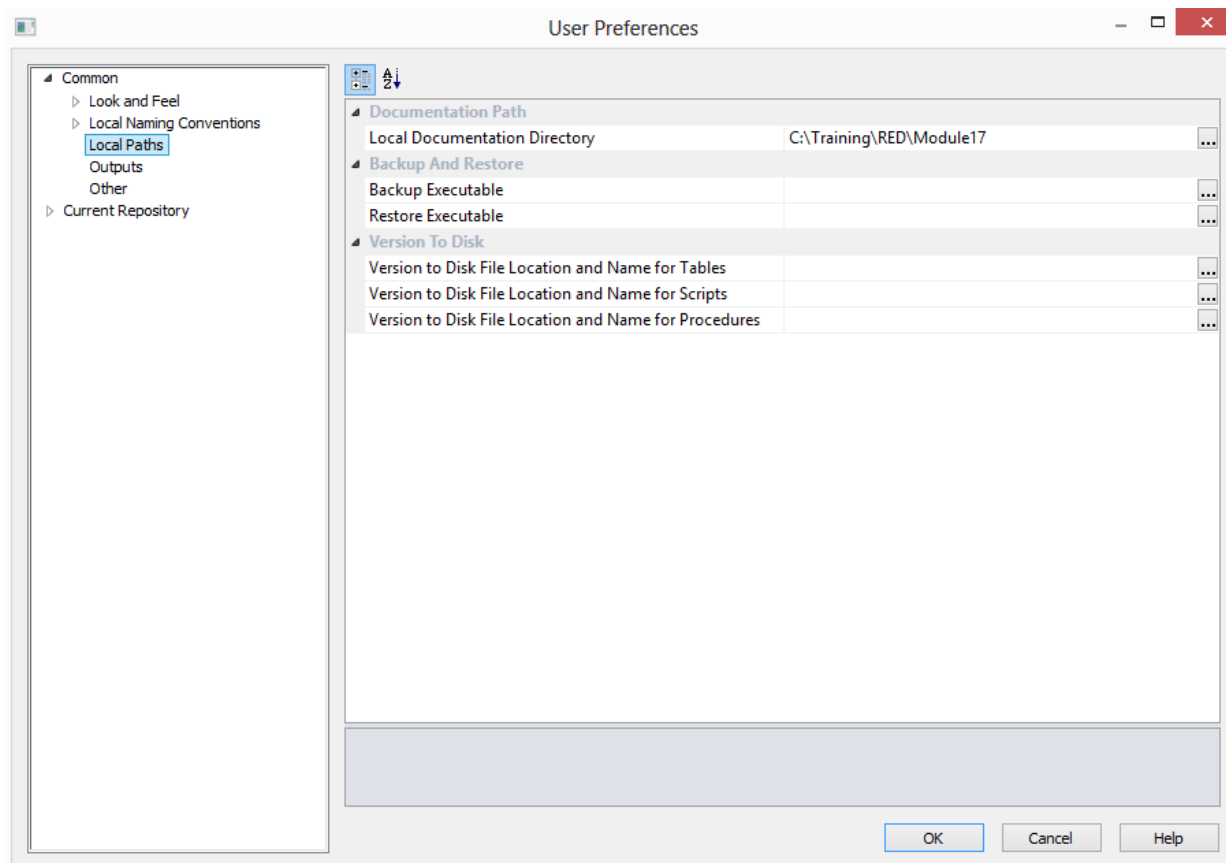 User Preferences
Common
Look and Feel
Local Naming Conventions
Local Paths
Outputs
Other
Current Repository
Documentation Path
Local Documentation Directory C:\Training\RED\Module17 ...
Backup And Restore
Backup Executable ...
Restore Executable ...
Version To Disk
Version to Disk File Location and Name for Tables ...
Version to Disk File Location and Name for Scripts ...
Version to Disk File Location and Name for Procedures ...
OK Cancel Help